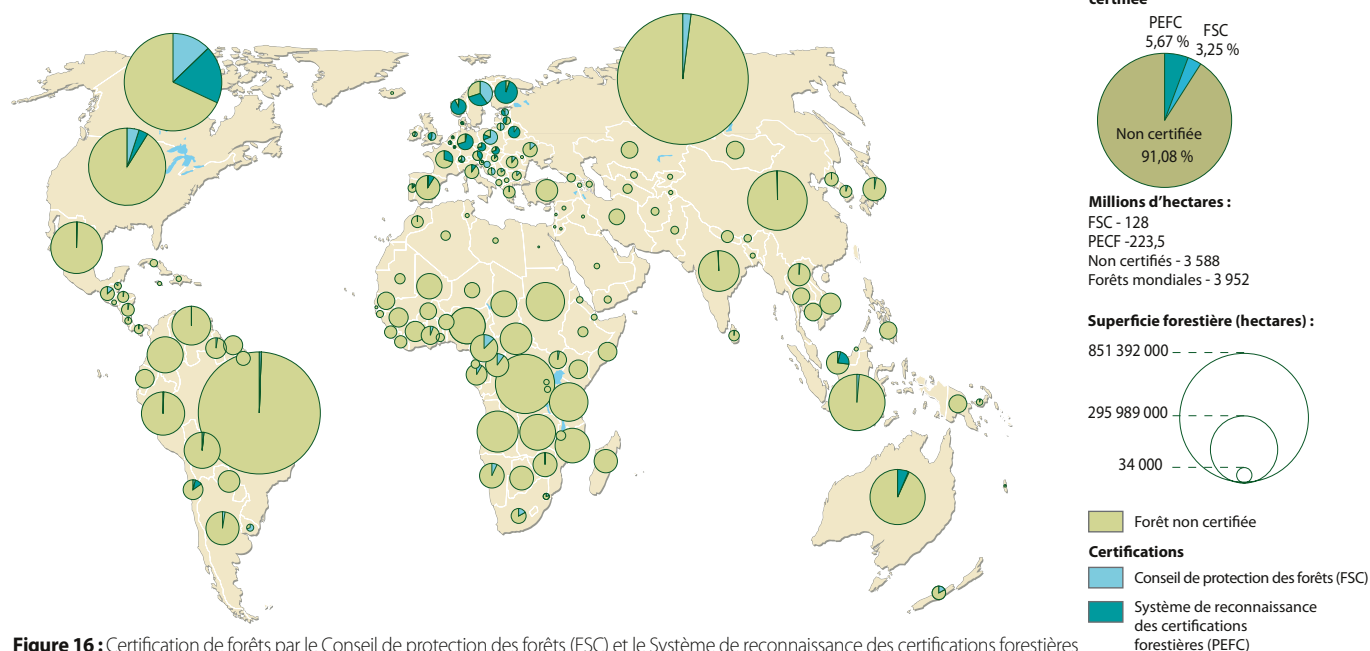 certifiée
PEFC
5,67 %
FSC
3,25 %
Non certifiée
91,08 %
Millions d'hectares :
FSC - 128
PECF -223,5
Non certifiés - 3 588
Forêts mondiales - 3 952
Superficie forestière (hectares) :
851 392 000
295 989 000
34 000
Forêt non certifiée
Certifications
Conseil de protection des forêts (FSC)
Système de reconnaissance
des certifications
forestières (PEFC)
Figure 16 : Certification de forêts par le Conseil de protection des forêts (FSC) et le Système de reconnaissance des certifications forestières